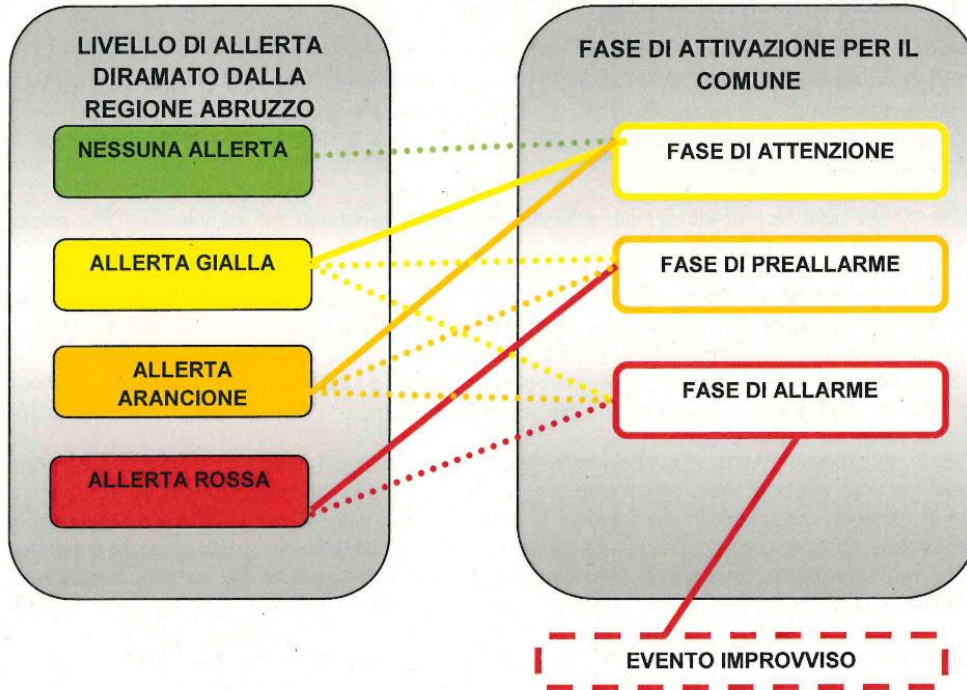 LIVELLO DI ALLERTA
DIRAMATO DALLA
REGIONE ABRUZZO
NESSUNA ALLERTA
ALLERTA GIALLA
ALLERTA
ARANCIONE
ALLERTA ROSSA
FASE DI ATTIVAZIONE PER IL
COMUNE
FASE DI ATTENZIONE
FASE DI PREALLARME
FASE DI ALLARME
EVENTO IMPROVVISO